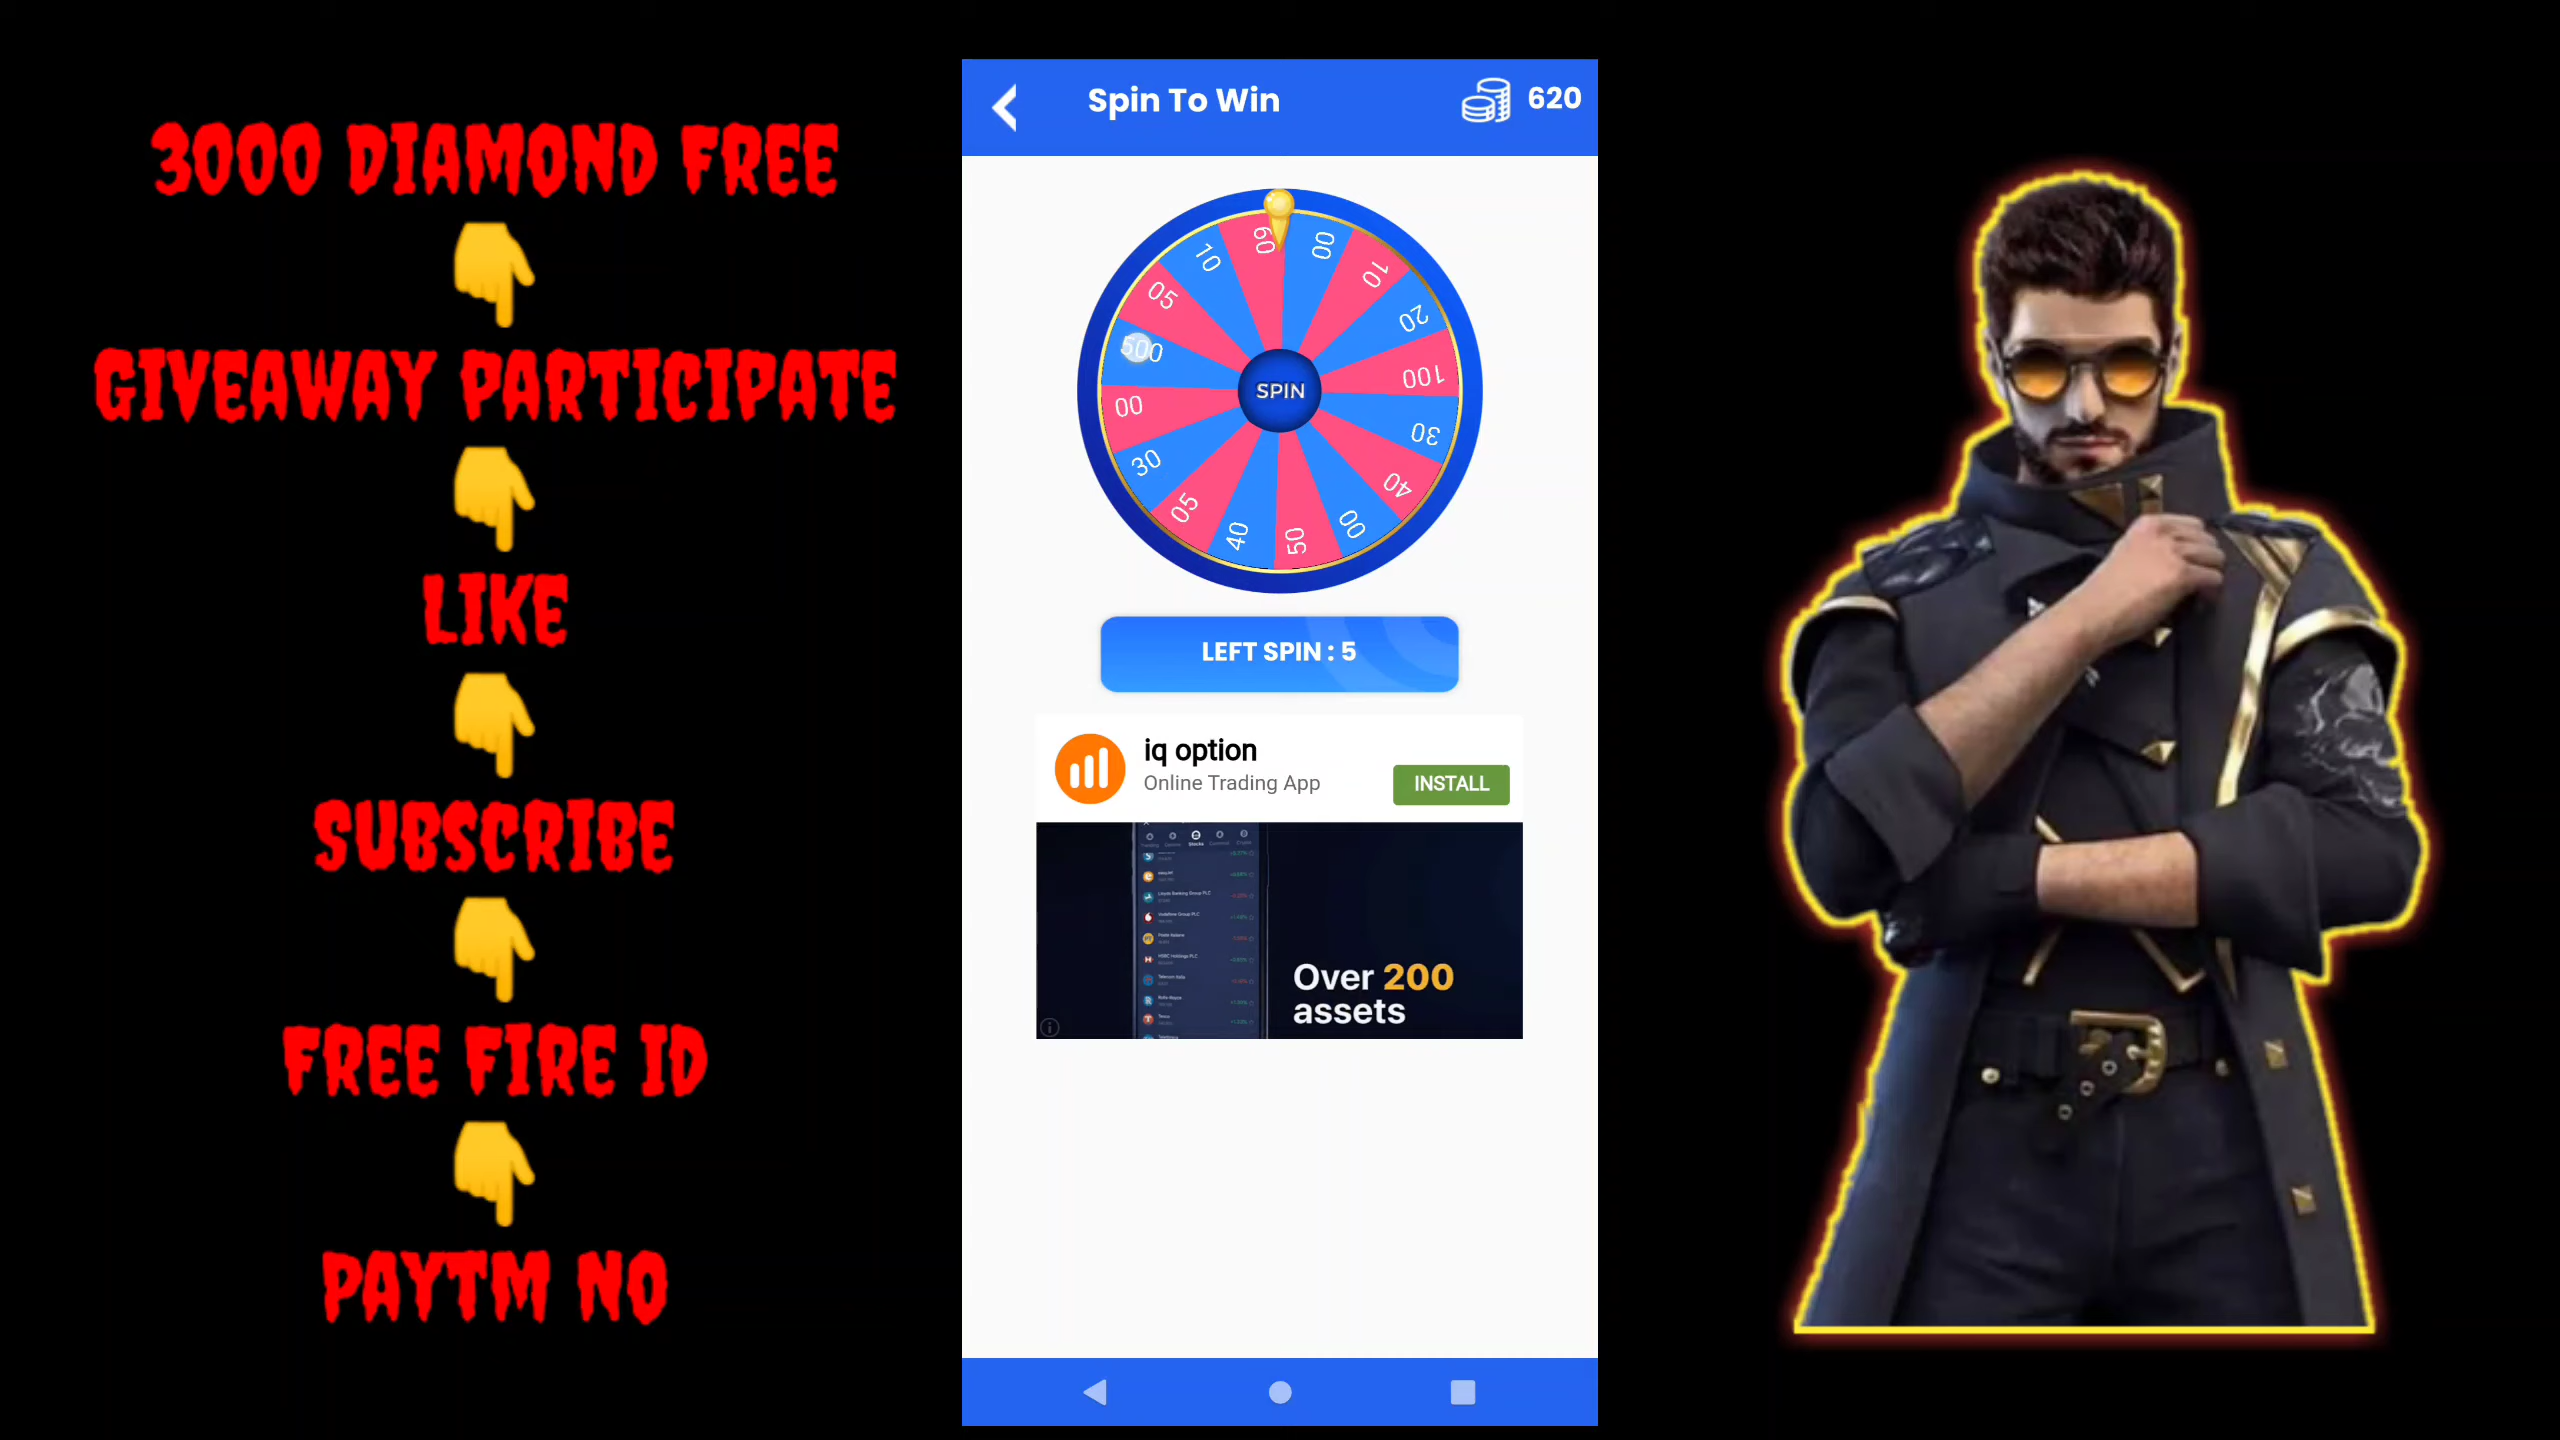 3000 DIAMOND FREE
GIVEAWAY PARTICIPATE
LIKE
SUBSCRIBE
FREE FIRE ID
PAYTM NO
Spin To Win
620
60
00
10
20
100
30
40
00
50
40
05
30
00
500
05
10
SPIN
LEFT SPIN : 5
iq option
Online Trading App
INSTALL
Over 200
assets